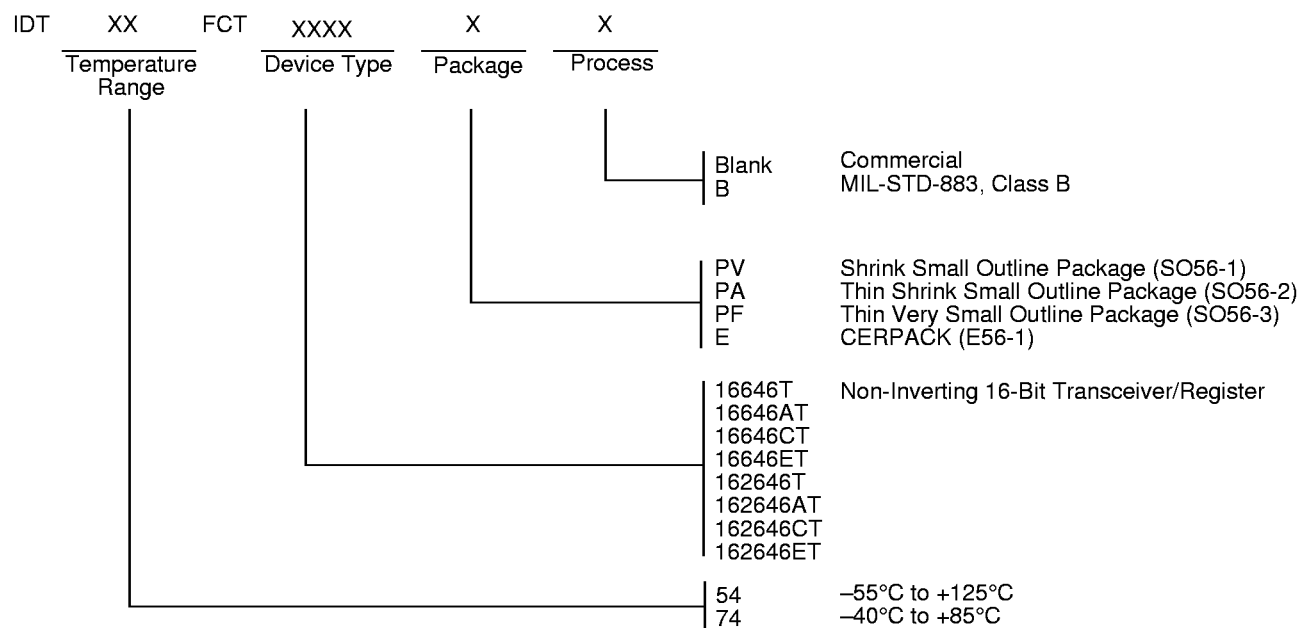 IDT XX FCT XXXX X X
Temperature Range Device Type Package Process
Blank Commercial
B MIL-STD-883, Class B
PV Shrink Small Outline Package (SO56-1)
PA Thin Shrink Small Outline Package (SO56-2)
PF Thin Very Small Outline Package (SO56-3)
E CERPACK (E56-1)
16646T Non-Inverting 16-Bit Transceiver/Register
16646AT
16646CT
16646ET
162646T
162646AT
162646CT
162646ET
54 –55°C to +125°C
74 –40°C to +85°C